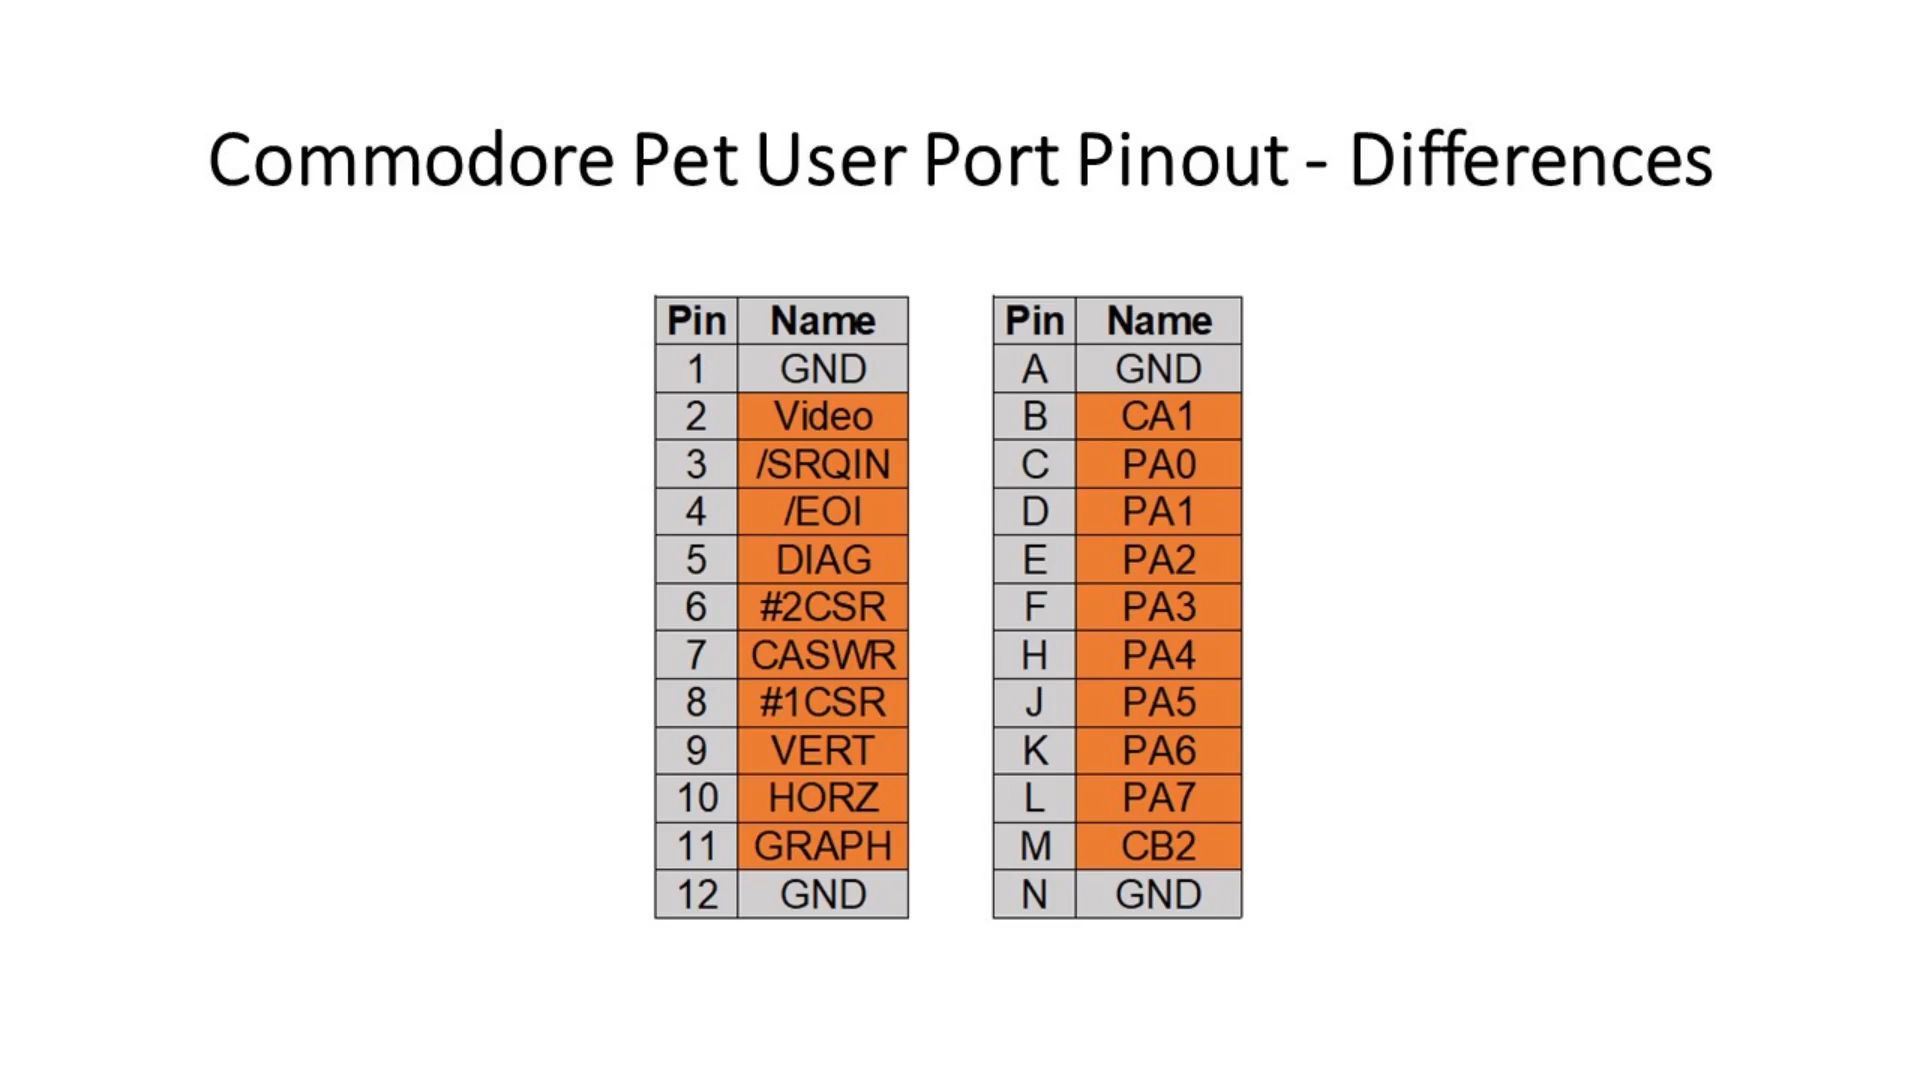 Commodore Pet User Port Pinout - Differences
Pin Name
1 GND
2 Video
3 /SRQIN
4 /EOI
5 DIAG
6 #2CSR
7 CASWR
8 #1CSR
9 VERT
10 HORZ
11 GRAPH
12 GND
Pin Name
A GND
B CA1
C PA0
D PA1
E PA2
F PA3
H PA4
J PA5
K PA6
L PA7
M CB2
N GND